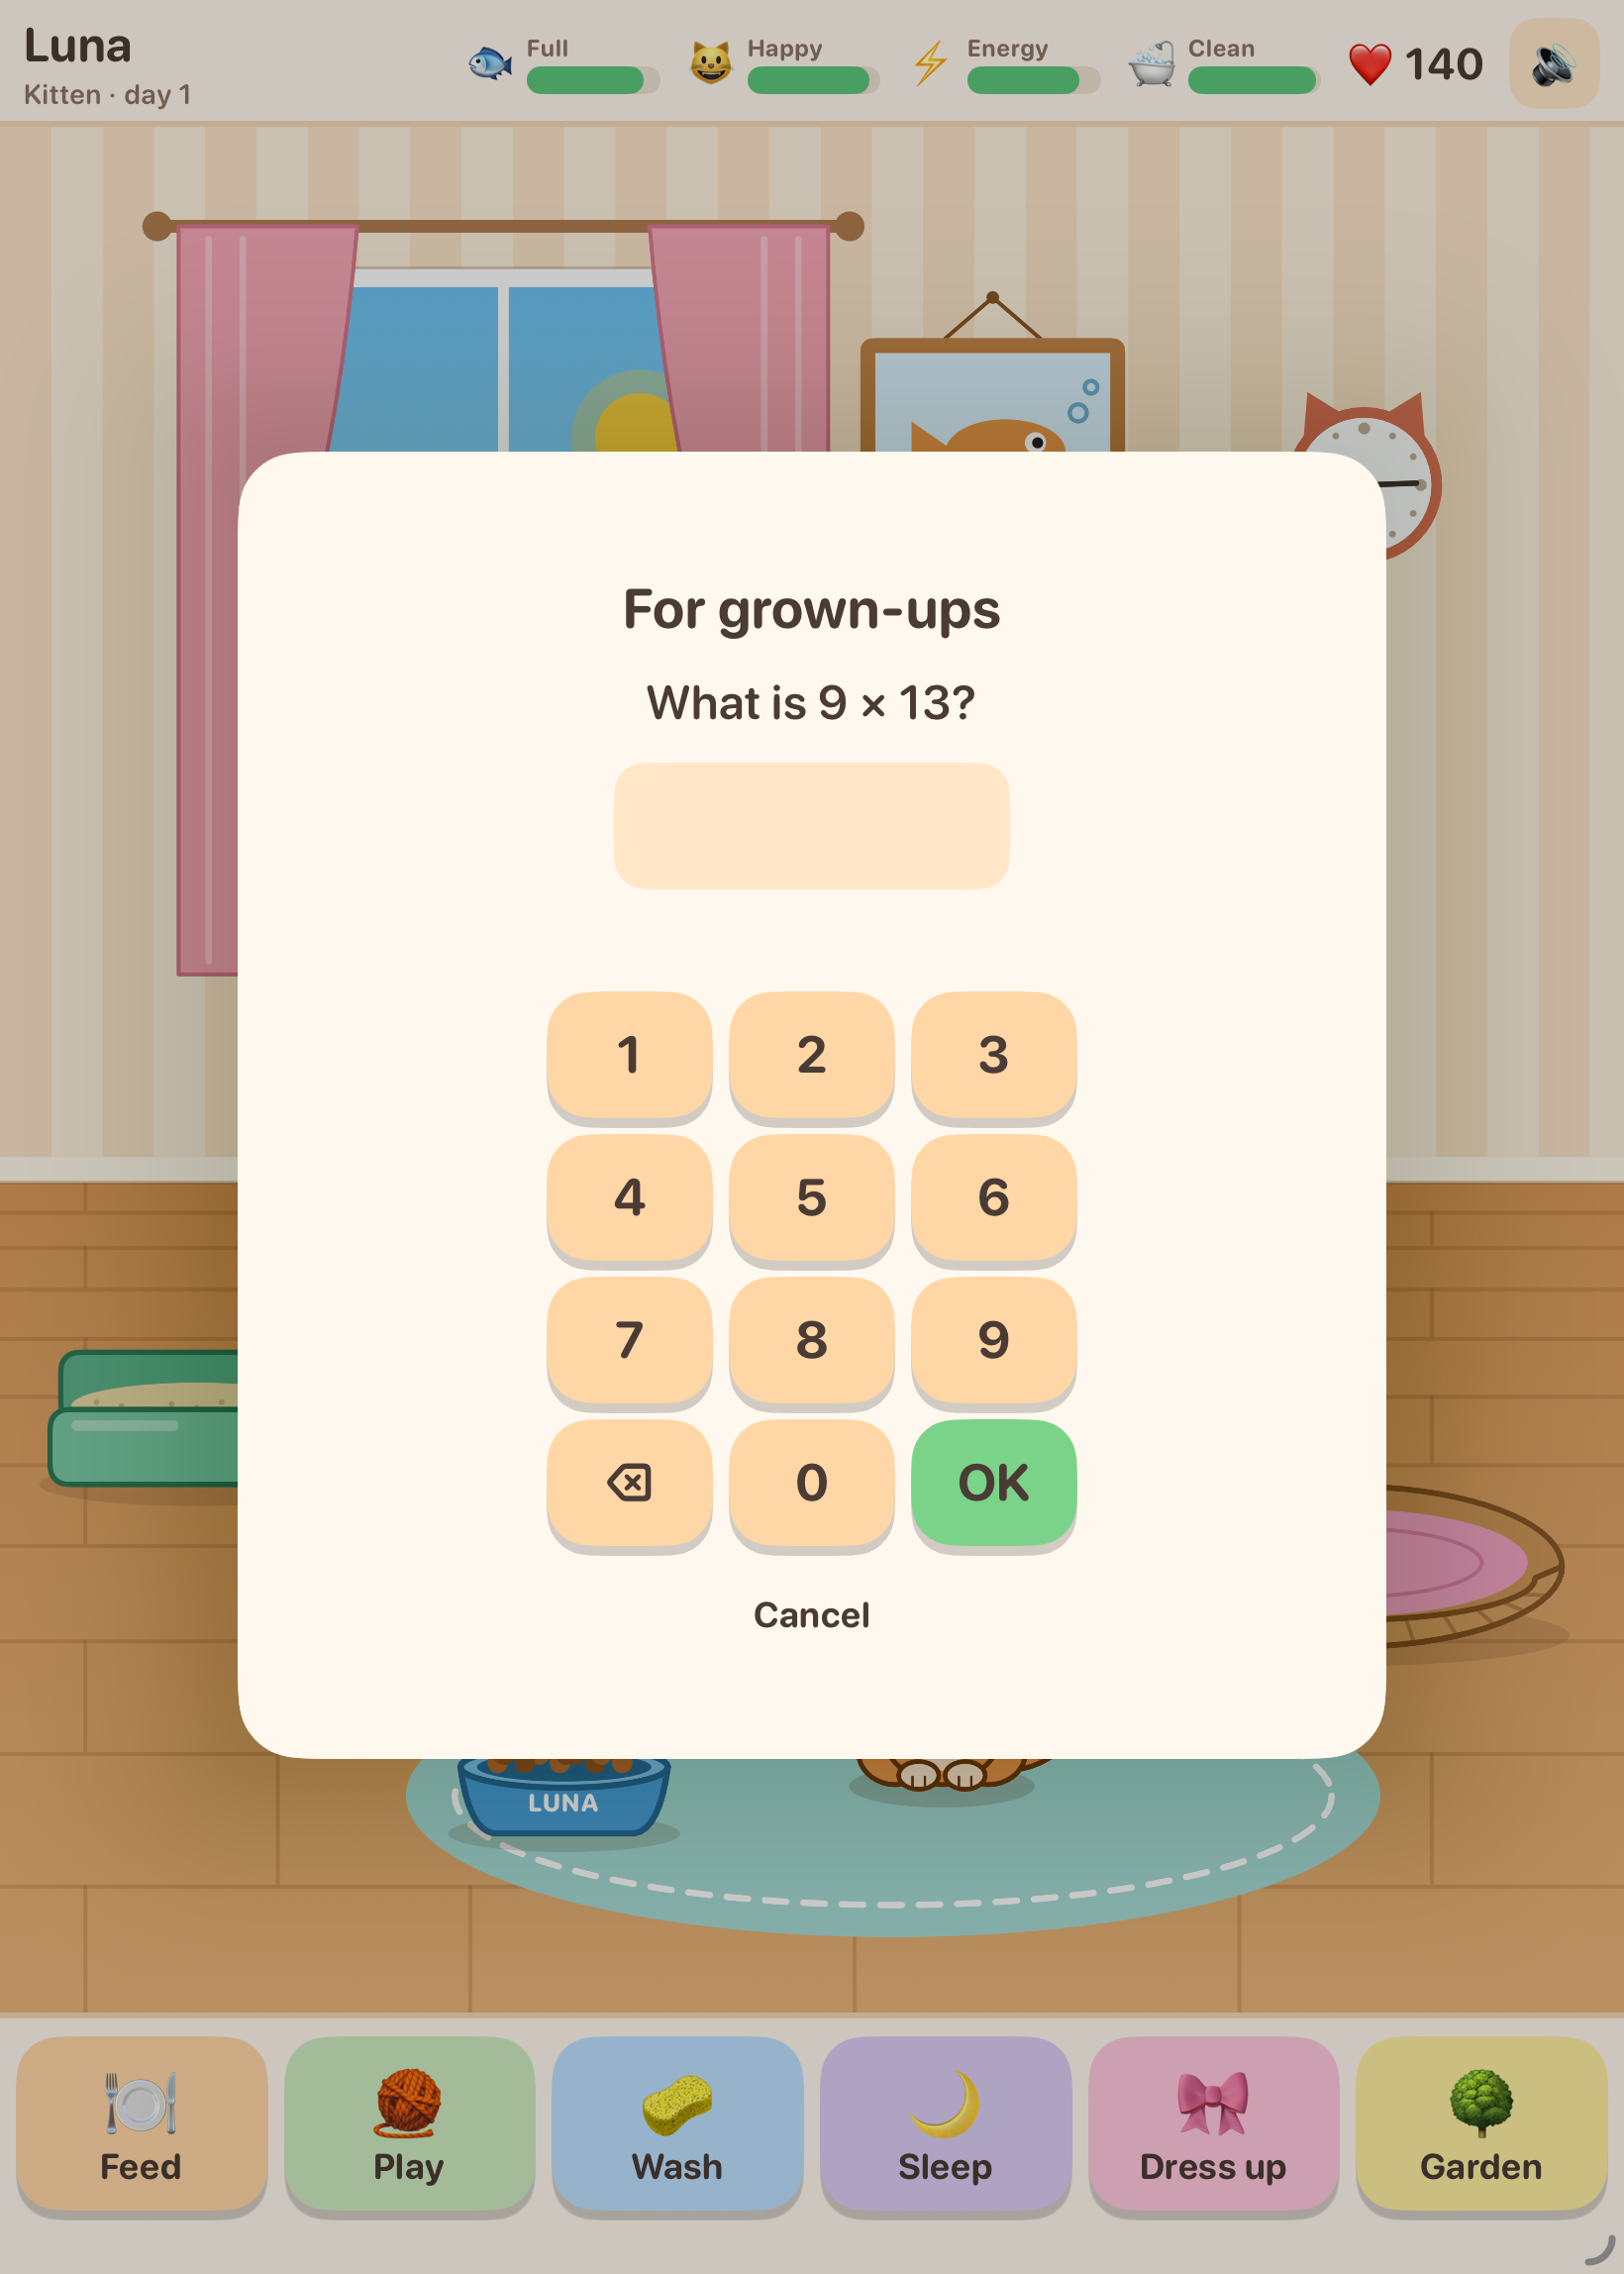 Luna
Kitten · day 1
Full
Happy
Energy
Clean
140
For grown-ups
What is 9 × 13?
1 2 3
4 5 6
7 8 9
0 OK
Cancel
LUNA
Feed
Play
Wash
Sleep
Dress up
Garden